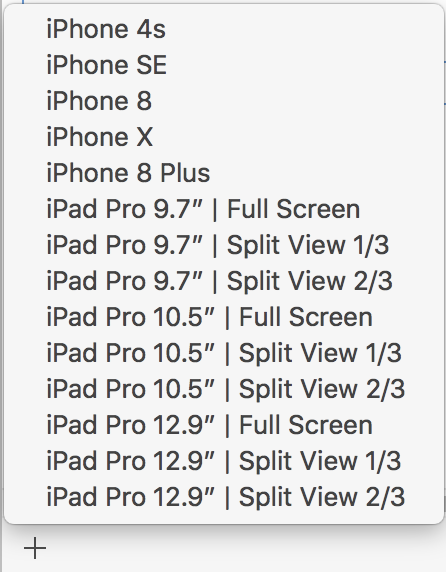 iPhone 4s
iPhone SE
iPhone 8
iPhone X
iPhone 8 Plus
iPad Pro 9.7” | Full Screen
iPad Pro 9.7” | Split View 1/3
iPad Pro 9.7” | Split View 2/3
iPad Pro 10.5” | Full Screen
iPad Pro 10.5” | Split View 1/3
iPad Pro 10.5” | Split View 2/3
iPad Pro 12.9” | Full Screen
iPad Pro 12.9” | Split View 1/3
iPad Pro 12.9” | Split View 2/3